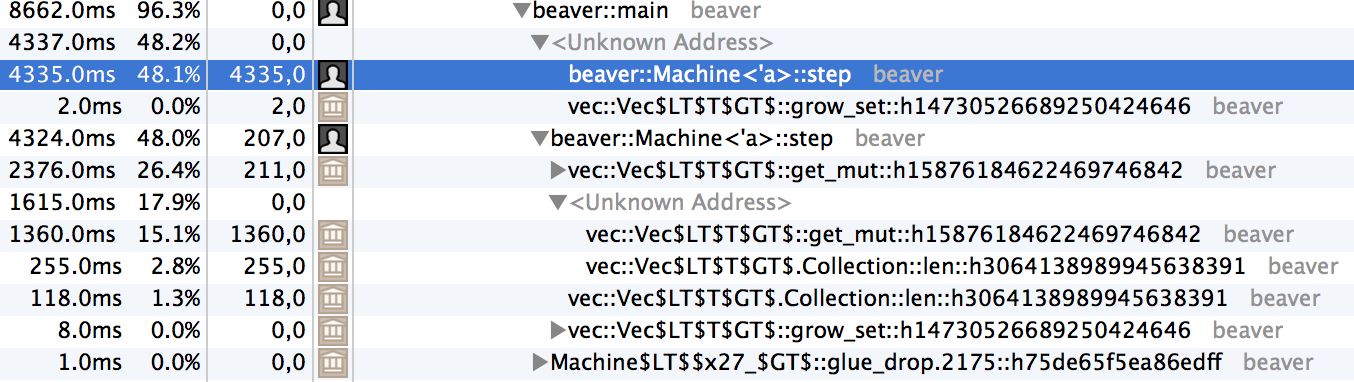 8662.0ms 96.3% 0,0 ▼beaver::main beaver
4337.0ms 48.2% 0,0 ▼<Unknown Address>
4335.0ms 48.1% 4335,0 beaver::Machine<'a>::step beaver
2.0ms 0.0% 2,0 vec::Vec$LT$T$GT$::grow_set::h14730526689250424646 beaver
4324.0ms 48.0% 207,0 ▼beaver::Machine<'a>::step beaver
2376.0ms 26.4% 211,0 ▶vec::Vec$LT$T$GT$::get_mut::h15876184622469746842 beaver
1615.0ms 17.9% 0,0 ▼<Unknown Address>
1360.0ms 15.1% 1360,0 vec::Vec$LT$T$GT$::get_mut::h15876184622469746842 beaver
255.0ms 2.8% 255,0 vec::Vec$LT$T$GT$.Collection::len::h3064138989945638391 beaver
118.0ms 1.3% 118,0 vec::Vec$LT$T$GT$.Collection::len::h3064138989945638391 beaver
8.0ms 0.0% 0,0 ▶vec::Vec$LT$T$GT$::grow_set::h14730526689250424646 beaver
1.0ms 0.0% 0,0 ▶Machine$LT$$x27_$GT$::glue_drop.2175::h75de65f5ea86edff beaver